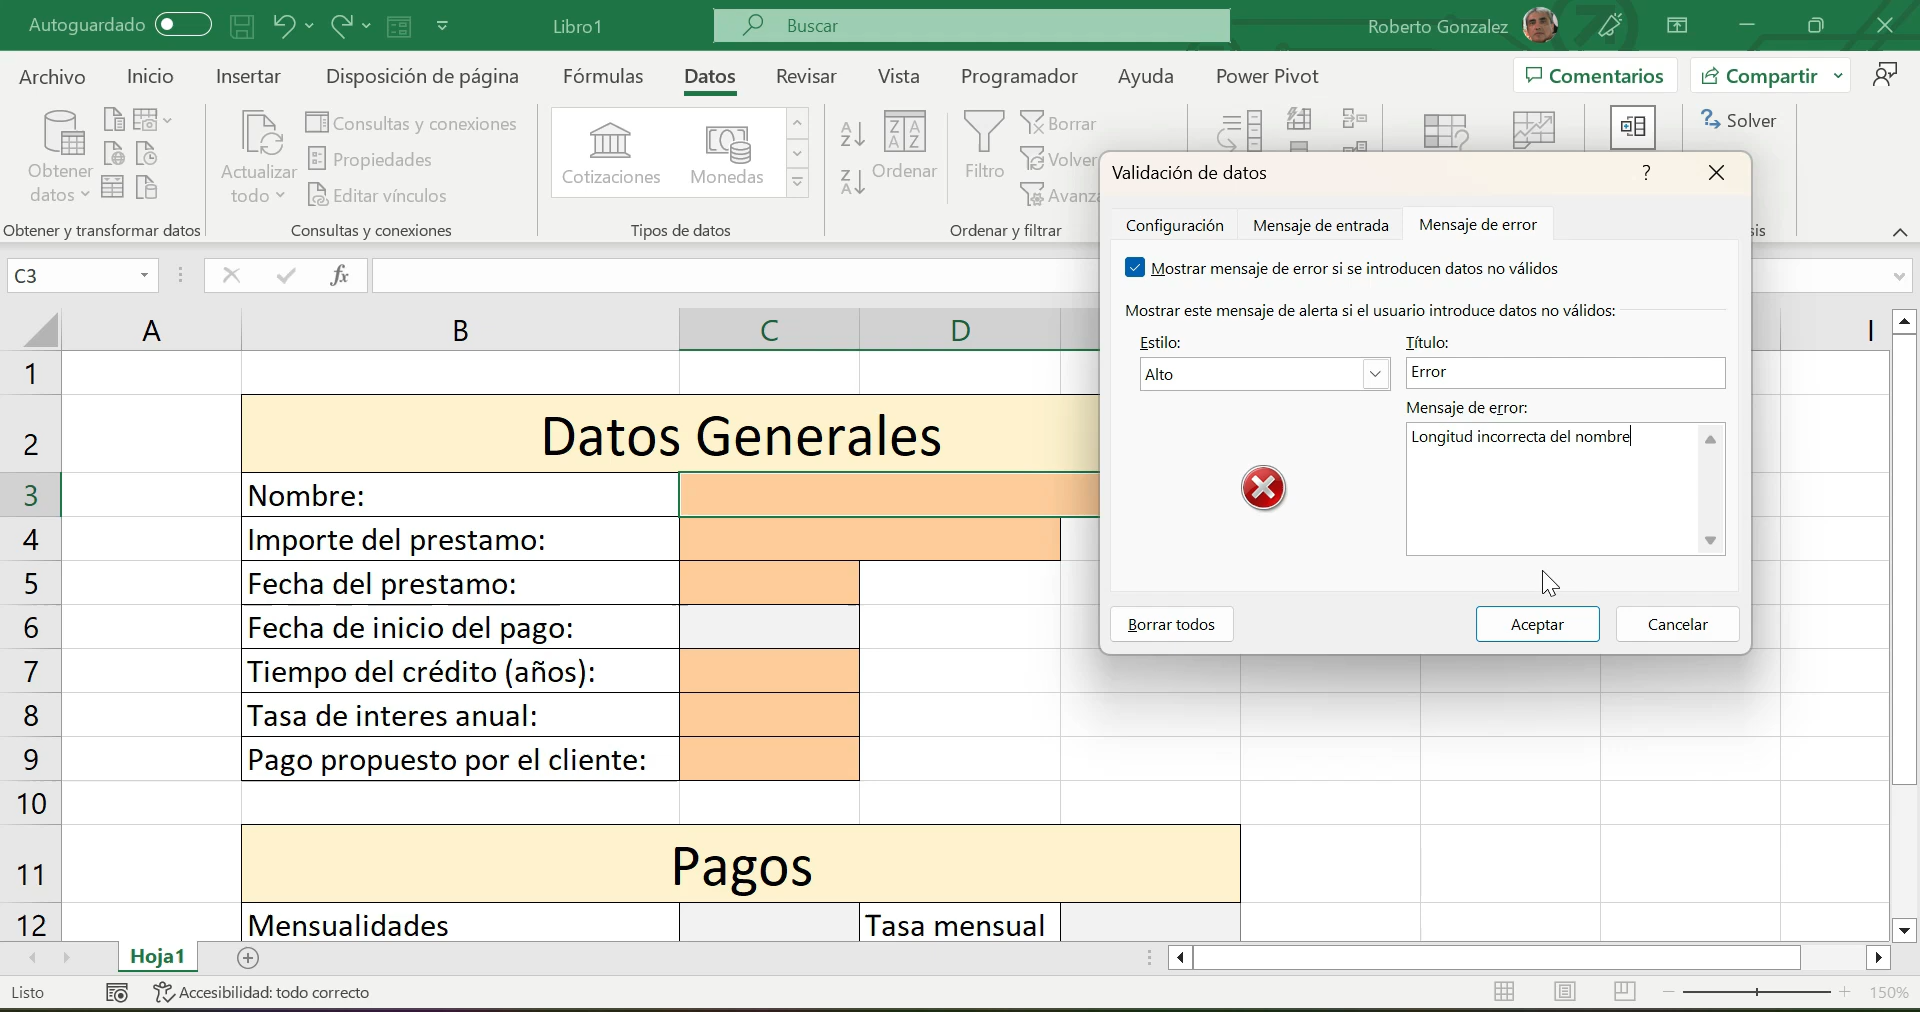 Autoguardado
Libro1
Buscar
Roberto Gonzalez
Archivo Inicio Insertar Disposición de página Fórmulas Datos Revisar Vista Programador Ayuda Power Pivot Comentarios Compartir
Obtener datos
Actualizar todo
Consultas y conexiones
Propiedades
Editar vínculos
Cotizaciones Monedas
AZ
ZA
ZA AZ
Ordenar
Filtro
Borrar
Volver
Solver
Obtener y transformar datos
Consultas y conexiones
Tipos de datos
Ordenar y filtrar
Validación de datos
? ×
Configuración Mensaje de entrada Mensaje de error
Mostrar mensaje de error si se introducen datos no válidos
Mostrar este mensaje de alerta si el usuario introduce datos no válidos:
Estilo: Título:
Alto Error
Mensaje de error:
Longitud incorrecta del nombre
Borrar todos Aceptar Cancelar
C3
fx
A B C D I
1
2 Datos Generales
3 Nombre:
4 Importe del prestamo:
5 Fecha del prestamo:
6 Fecha de inicio del pago:
7 Tiempo del crédito (años):
8 Tasa de interes anual:
9 Pago propuesto por el cliente:
10
11 Pagos
12 Mensualidades Tasa mensual
Hoja1
Listo
Accesibilidad: todo correcto
150%